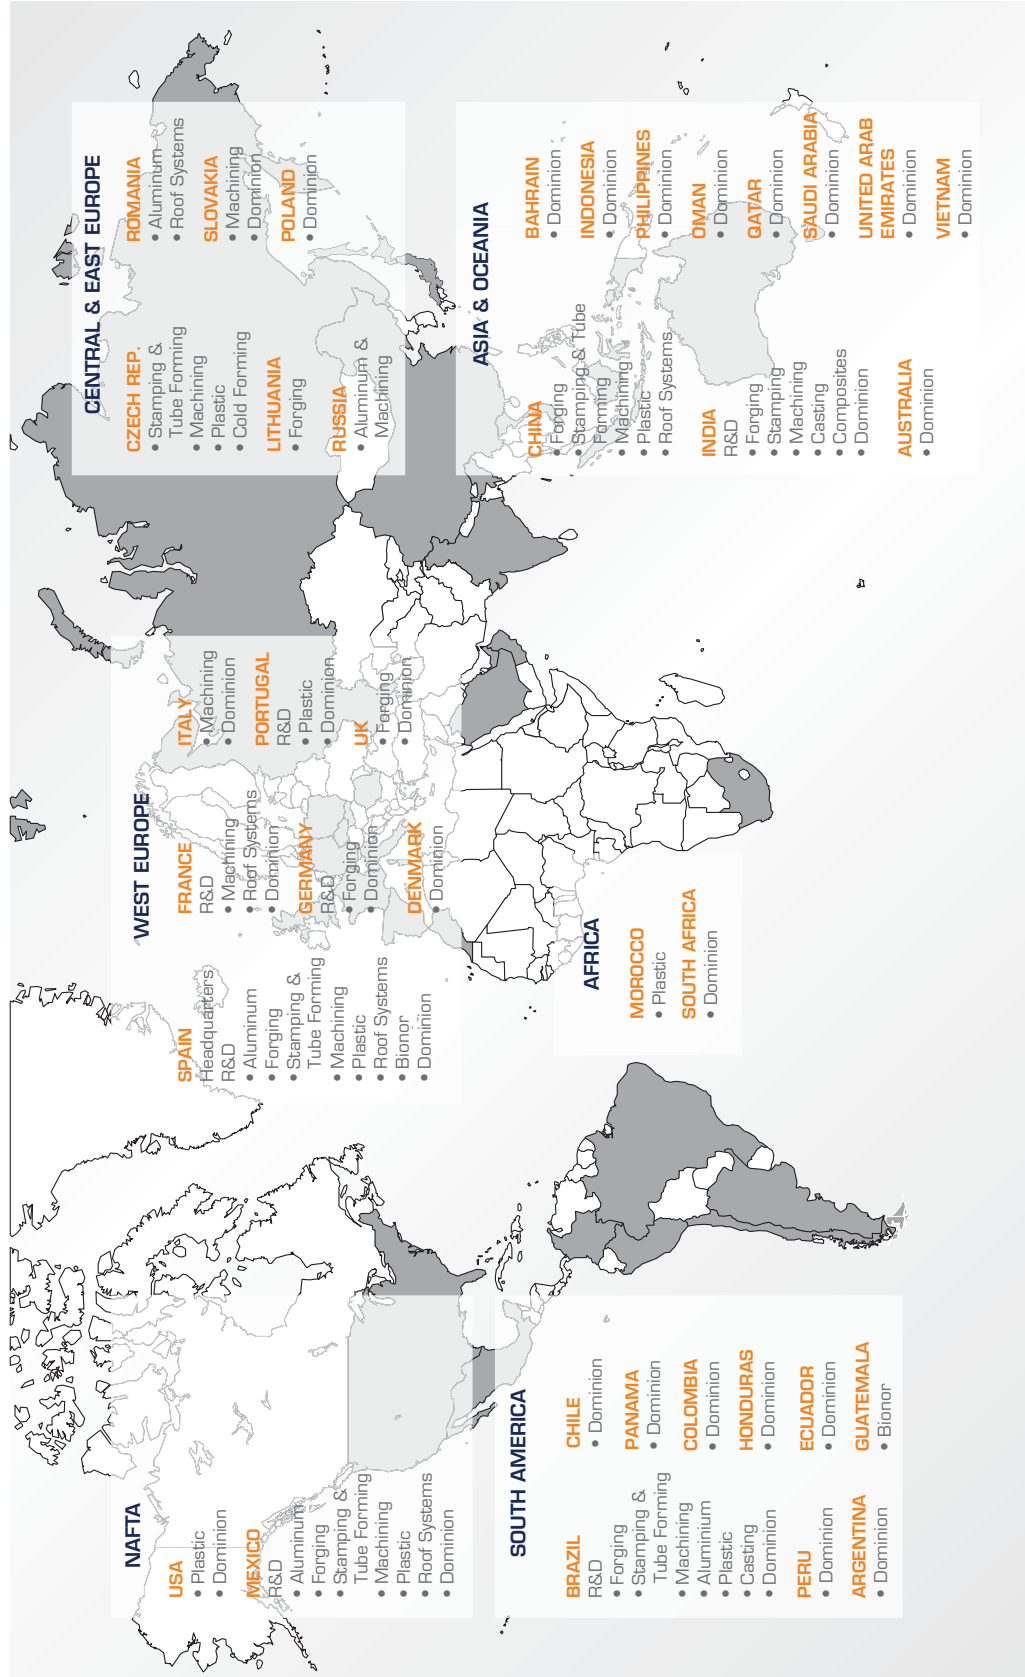 NAFTA
USA
• Plastic
• Dominion
MEXICO
R&D
• Aluminum
• Forging
• Stamping &
Tube Forming
• Machining
• Plastic
• Roof Systems
• Dominion
SOUTH AMERICA
BRAZIL
R&D
• Forging
• Stamping &
Tube Forming
• Machining
• Aluminium
• Plastic
• Casting
• Dominion
PERU
• Dominion
ARGENTINA
• Dominion
CHILE
• Dominion
PANAMA
• Dominion
COLOMBIA
• Dominion
HONDURAS
• Dominion
ECUADOR
• Dominion
GUATEMALA
• Bionor
WEST EUROPE
SPAIN
Headquarters
R&D
• Aluminum
• Forging
• Stamping &
Tube Forming
• Machining
• Plastic
• Roof Systems
• Bionor
• Dominion
FRANCE
R&D
• Machining
• Roof Systems
• Dominion
GERMANY
R&D
• Forging
• Dominion
DENMARK
• Dominion
ITALY
• Machining
• Dominion
PORTUGAL
R&D
• Plastic
• Dominion
UK
• Forging
• Dominion
AFRICA
MOROCCO
• Plastic
SOUTH AFRICA
• Dominion
CENTRAL & EAST EUROPE
CZECH REP.
• Stamping &
Tube Forming
• Machining
• Plastic
• Cold Forming
LITHUANIA
• Forging
RUSSIA
• Aluminum &
Machining
ROMANIA
• Aluminum
• Roof Systems
SLOVAKIA
• Machining
• Dominion
POLAND
• Dominion
ASIA & OCEANIA
CHINA
• Forging
• Stamping & Tube
Forming
• Machining
• Plastic
• Roof Systems
INDIA
R&D
• Forging
• Stamping
• Machining
• Casting
• Composites
• Dominion
AUSTRALIA
• Dominion
BAHRAIN
• Dominion
INDONESIA
• Dominion
PHILIPPINES
• Dominion
OMAN
• Dominion
QATAR
• Dominion
SAUDI ARABIA
• Dominion
UNITED ARAB
EMIRATES
• Dominion
VIETNAM
• Dominion